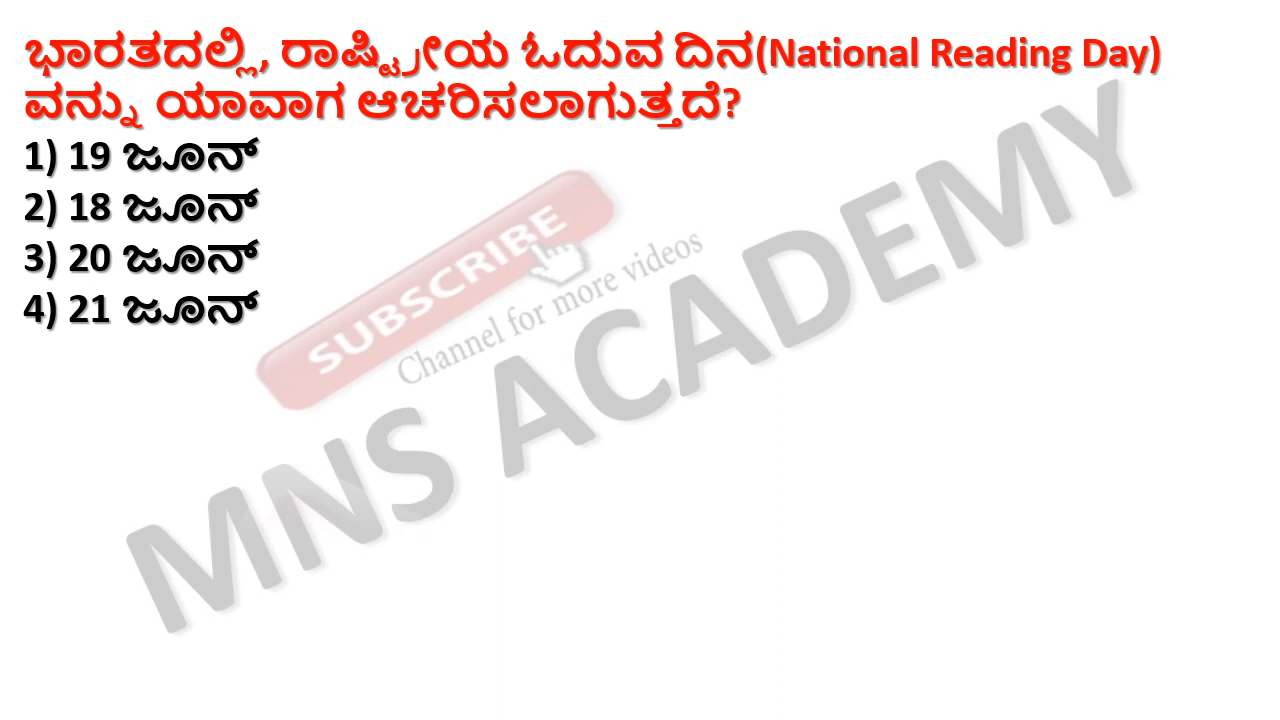 ಭಾರತದಲ್ಲಿ, ರಾಷ್ಟ್ರೀಯ ಓದುವ ದಿನ(National Reading Day)
ವನ್ನು ಯಾವಾಗ ಆಚರಿಸಲಾಗುತ್ತದೆ?
1) 19 ಜೂನ್
2) 18 ಜೂನ್
3) 20 ಜೂನ್
4) 21 ಜೂನ್
SUBSCRIBE
Channel for more videos
MNS ACADEMY